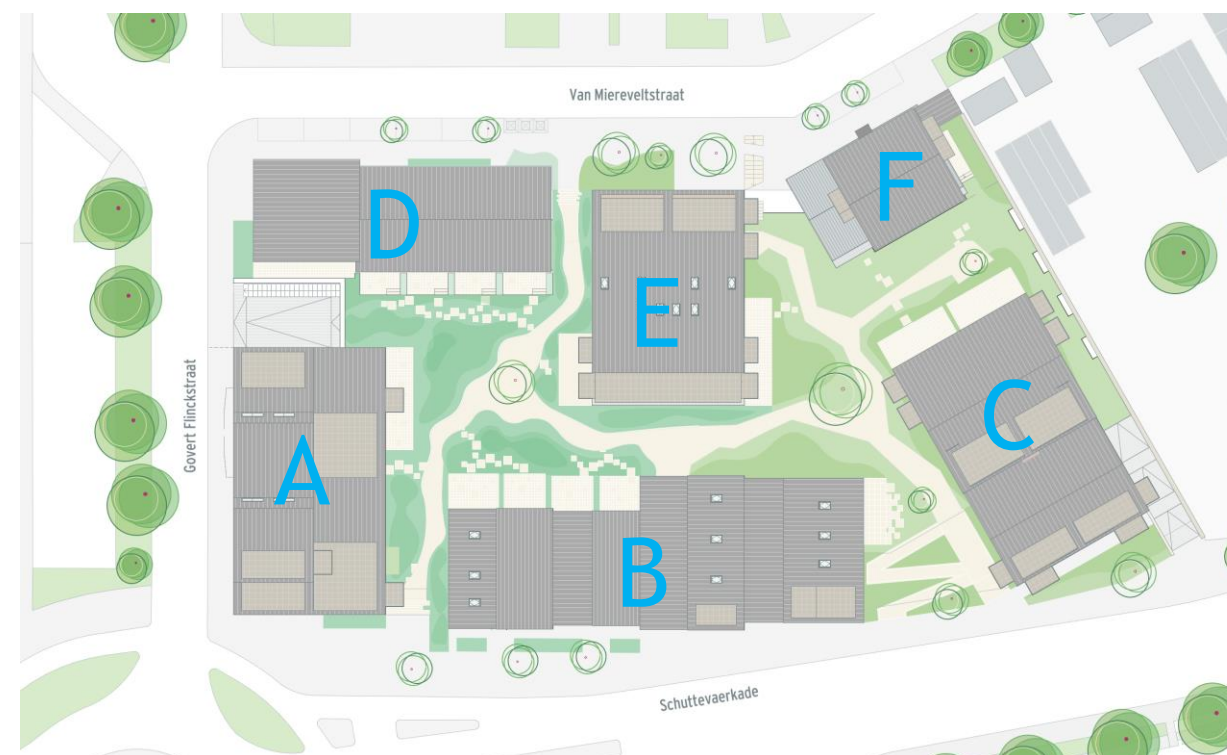 Van Miereveltstraat
F
D
E
Govert Flinckstraat
C
A
B
Schuttevaerkade